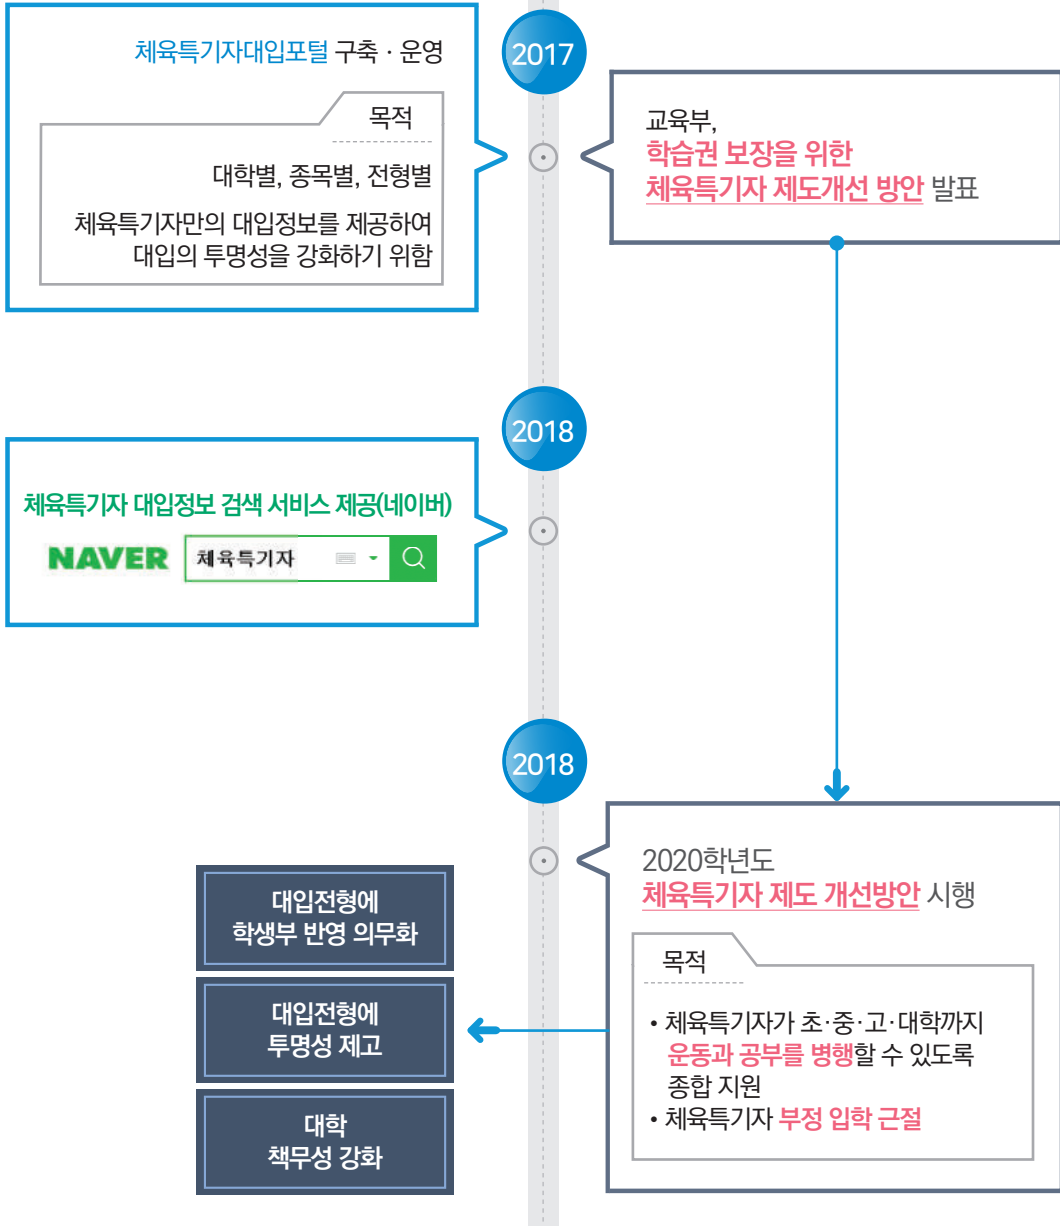 2017
체육특기자대입포털 구축 · 운영
목적
대학별, 종목별, 전형별
체육특기자만의 대입정보를 제공하여
대입의 투명성을 강화하기 위함
교육부,
학습권 보장을 위한
체육특기자 제도개선 방안 발표
2018
체육특기자 대입정보 검색 서비스 제공(네이버)
NAVER 체육특기자
2018
2020학년도
체육특기자 제도 개선방안 시행
목적
• 체육특기자가 초·중·고·대학까지
운동과 공부를 병행할 수 있도록
종합 지원
• 체육특기자 부정 입학 근절
대입전형에
학생부 반영 의무화
대입전형에
투명성 제고
대학
책무성 강화